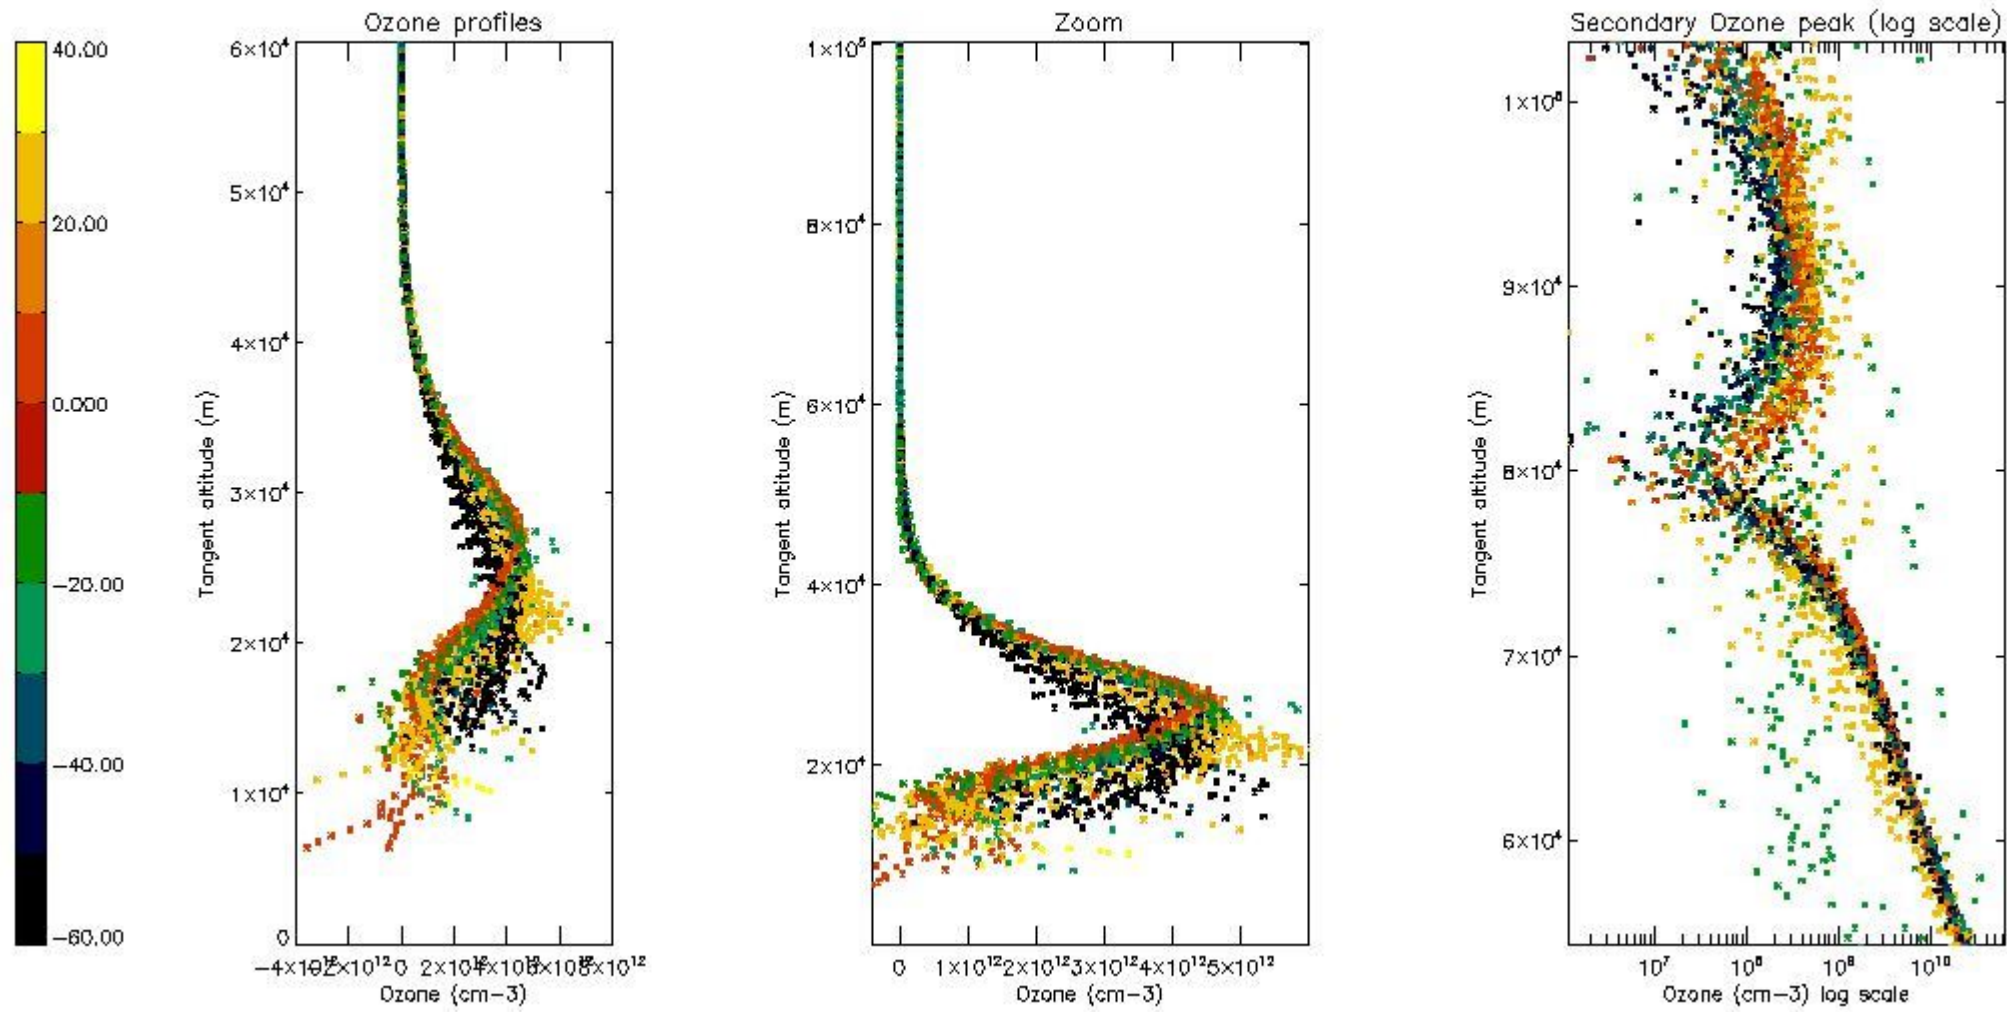 Ozone profiles
Zoom
Secondary Ozone peak (log scale)
40.00
20.00
0.000
−20.00
−40.00
−60.00
6×10⁴
5×10⁴
4×10⁴
3×10⁴
2×10⁴
1×10⁴
0
Tangent altitude (m)
0
Ozone (cm−3)
1×10⁵
8×10⁴
6×10⁴
4×10⁴
2×10⁴
Tangent altitude (m)
0 1×10¹² 2×10¹² 3×10¹² 4×10¹² 5×10¹²
Ozone (cm−3)
1×10⁵
9×10⁴
8×10⁴
7×10⁴
6×10⁴
Tangent altitude (m)
10⁷ 10⁸ 10⁹ 10¹⁰
Ozone (cm−3) log scale